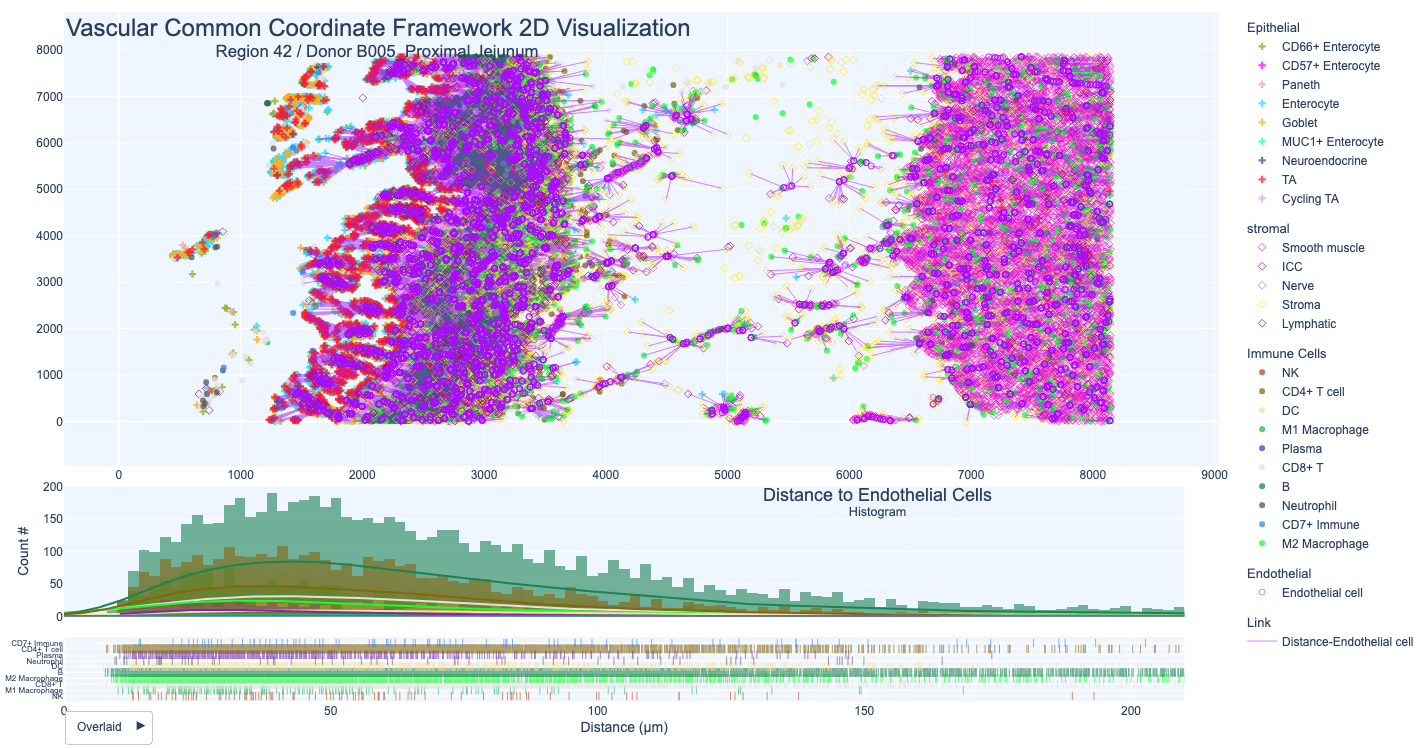 Vascular Common Coordinate Framework 2D Visualization
Region 42 / Donor B005, Proximal Jejunum
8000
7000
6000
5000
4000
3000
2000
1000
0
0 1000 2000 3000 4000 5000 6000 7000 8000 9000
Epithelial
CD66+ Enterocyte
CD57+ Enterocyte
Paneth
Enterocyte
Goblet
MUC1+ Enterocyte
Neuroendocrine
TA
Cycling TA
stromal
Smooth muscle
ICC
Nerve
Stroma
Lymphatic
Immune Cells
NK
CD4+ T cell
DC
M1 Macrophage
Plasma
CD8+ T
B
Neutrophil
CD7+ Immune
M2 Macrophage
Endothelial
Endothelial cell
Link
Distance-Endothelial cell
Distance to Endothelial Cells
Histogram
Count #
200
150
100
50
0
CD7+ Immune
CD4+ T cell
Plasma
Neutrophil
DC
B
M2 Macrophage
CD8+ T
M1 Macrophage
NK
0 50 100 150 200
Distance (μm)
Overlaid ►